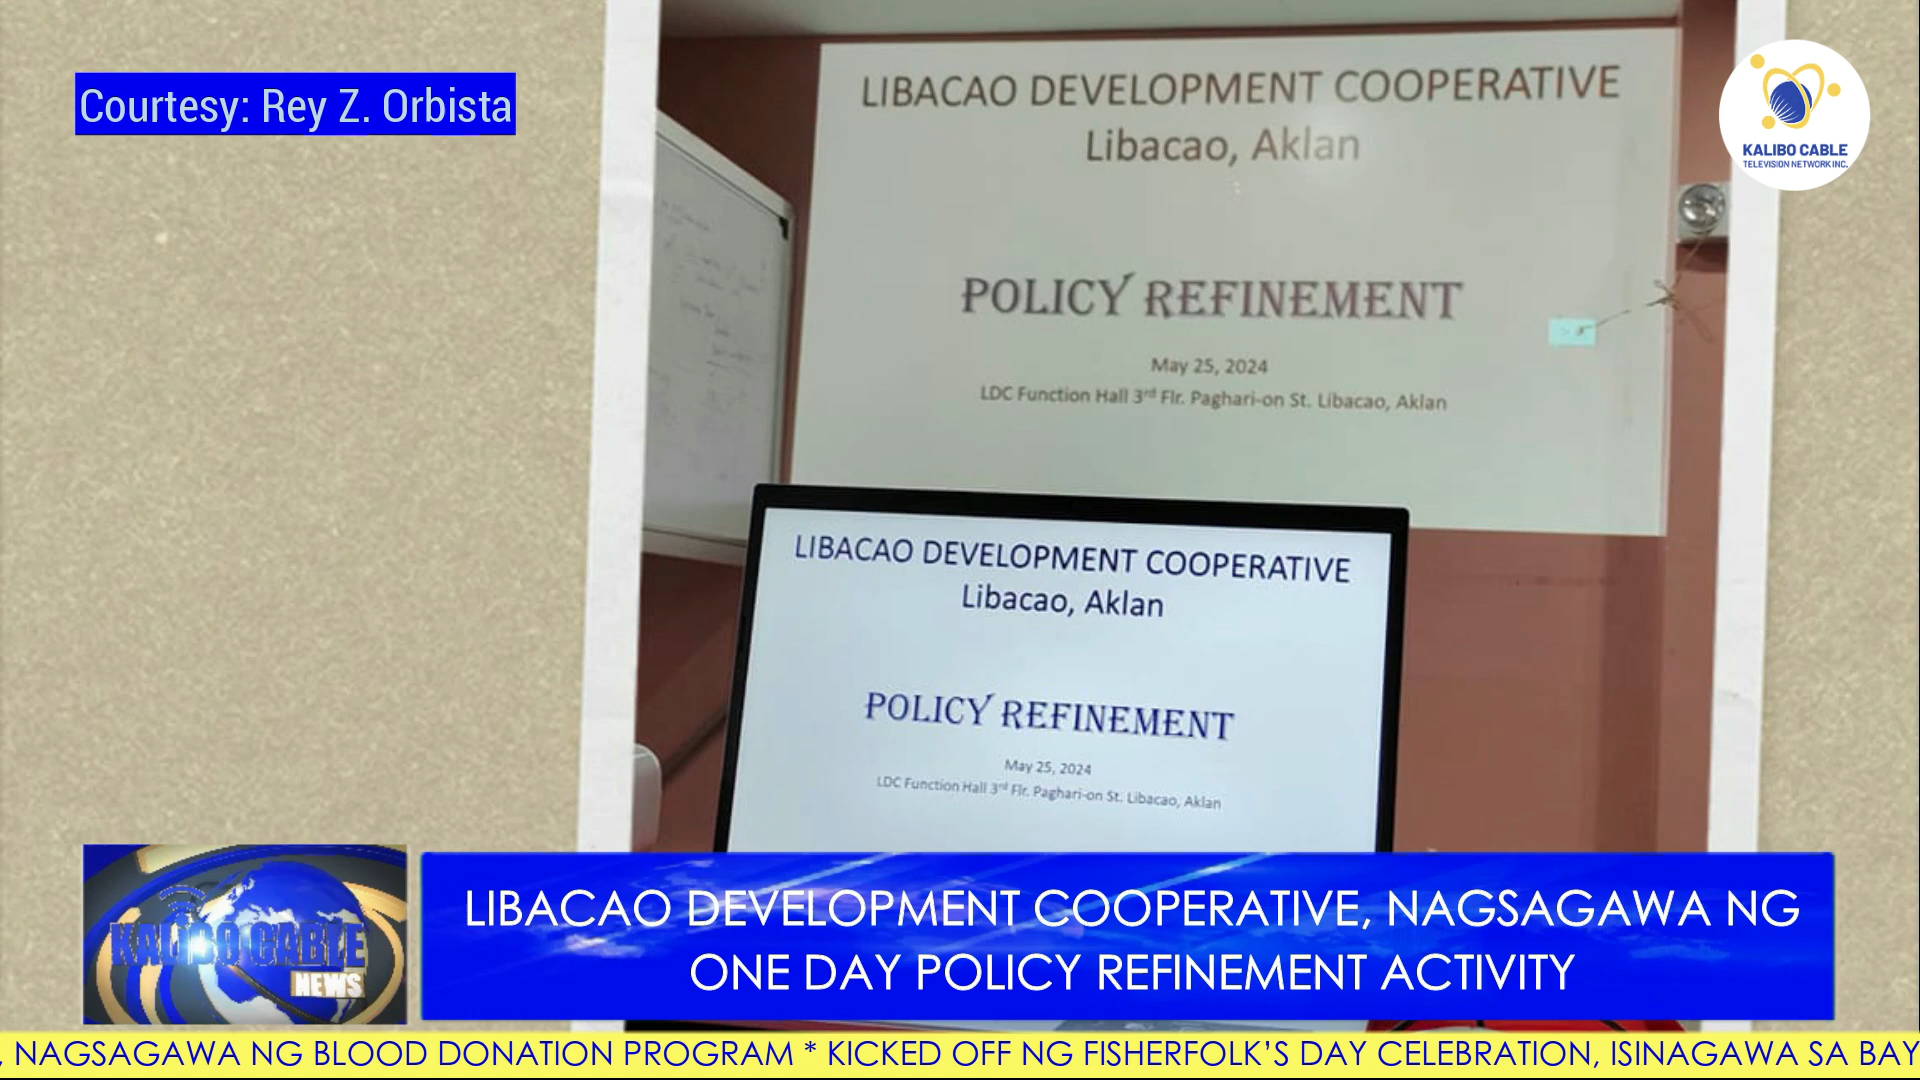 Courtesy: Rey Z. Orbista
KALIBO CABLE
TELEVISION NETWORK INC.
LIBACAO DEVELOPMENT COOPERATIVE
Libacao, Aklan
POLICY REFINEMENT
May 25, 2024
LDC Function Hall 3rd Flr. Paghari-on St. Libacao, Aklan
LIBACAO DEVELOPMENT COOPERATIVE
Libacao, Aklan
POLICY REFINEMENT
May 25, 2024
LDC Function Hall 3rd Flr. Paghari-on St. Libacao, Aklan
KALIBO CABLE
NEWS
LIBACAO DEVELOPMENT COOPERATIVE, NAGSAGAWA NG
ONE DAY POLICY REFINEMENT ACTIVITY
, NAGSAGAWA NG BLOOD DONATION PROGRAM * KICKED OFF NG FISHERFOLK'S DAY CELEBRATION, ISINAGAWA SA BAY